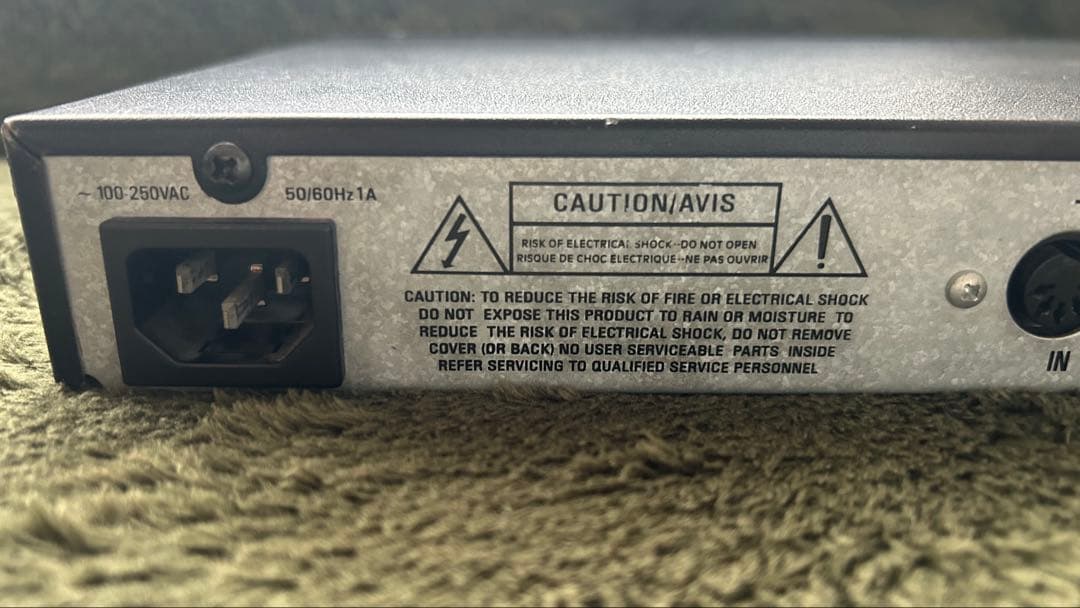 ~ 100-250VAC
50/60Hz 1A
CAUTION/AVIS
RISK OF ELECTRICAL SHOCK--DO NOT OPEN
RISQUE DE CHOC ELECTRIQUE--NE PAS OUVRIR
CAUTION: TO REDUCE THE RISK OF FIRE OR ELECTRICAL SHOCK
DO NOT EXPOSE THIS PRODUCT TO RAIN OR MOISTURE TO
REDUCE THE RISK OF ELECTRICAL SHOCK, DO NOT REMOVE
COVER (OR BACK) NO USER SERVICEABLE PARTS INSIDE
REFER SERVICING TO QUALIFIED SERVICE PERSONNEL
IN